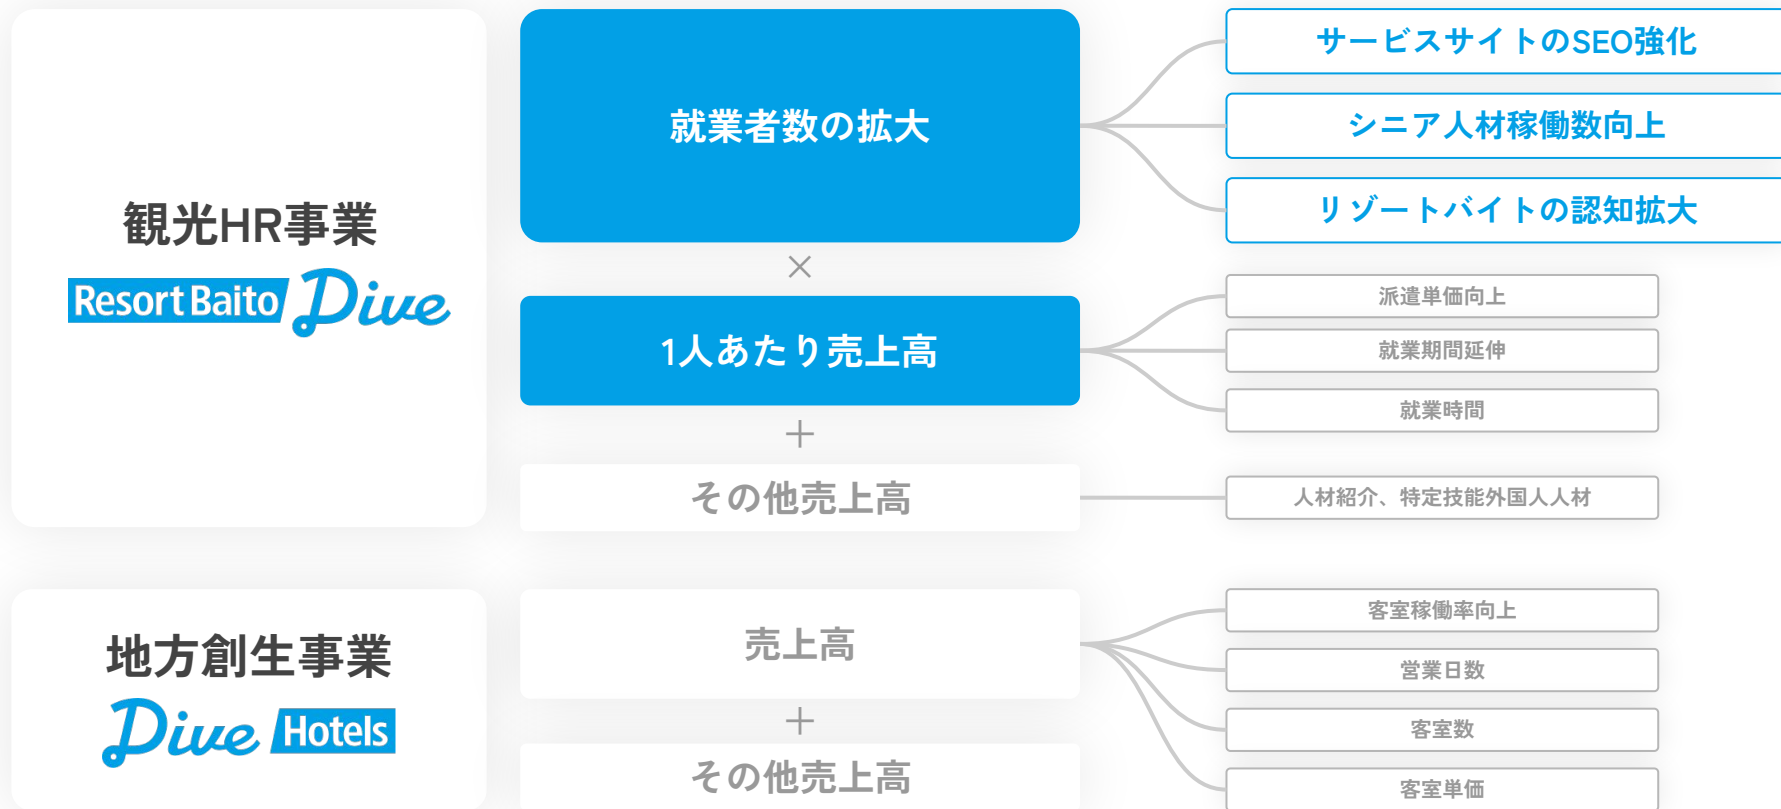 観光HR事業
Resort Baito Dive
就業者数の拡大
サービスサイトのSEO強化
シニア人材稼働数向上
リゾートバイトの認知拡大
×
1人あたり売上高
派遣単価向上
就業期間延伸
就業時間
+
その他売上高
人材紹介、特定技能外国人人材
地方創生事業
Dive Hotels
売上高
客室稼働率向上
営業日数
客室数
客室単価
+
その他売上高